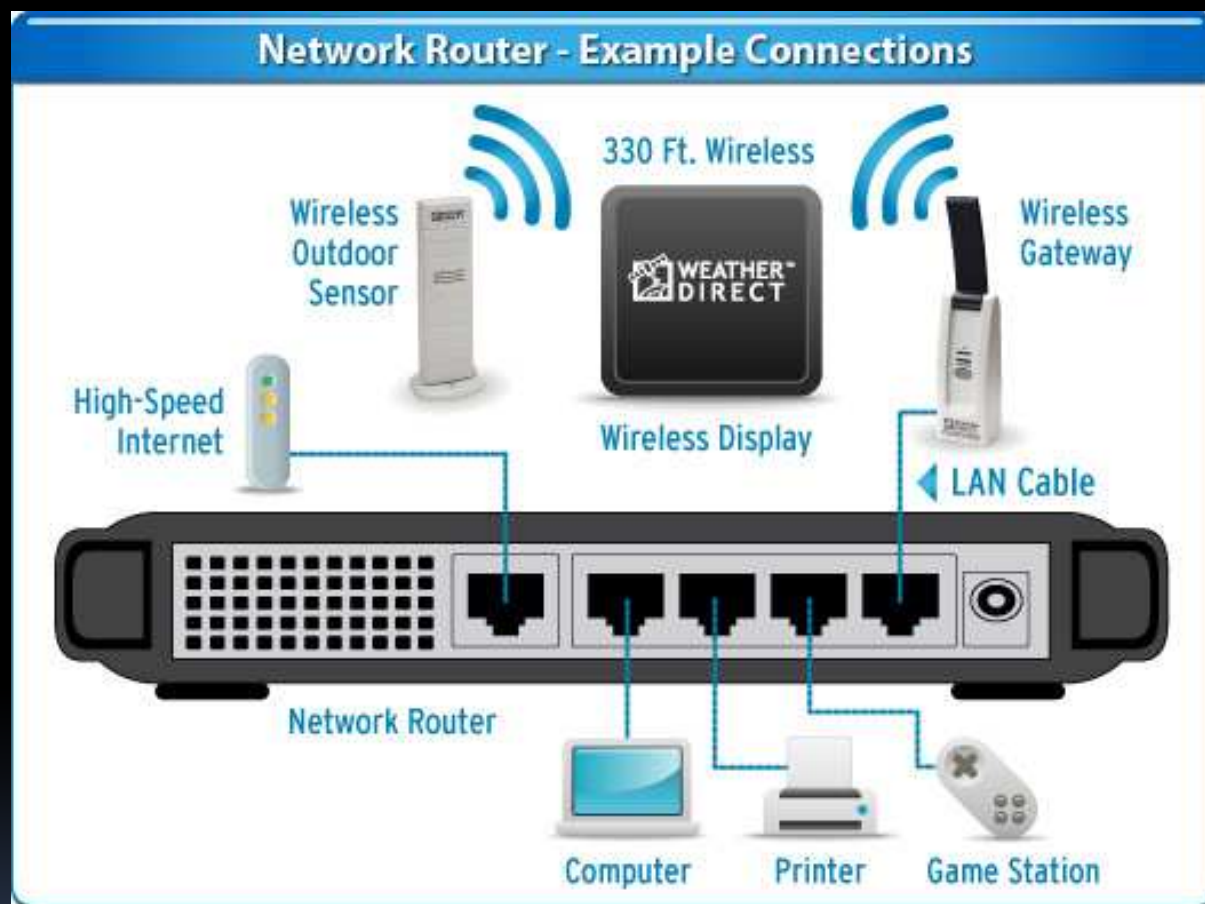 Network Router - Example Connections
330 Ft. Wireless
Wireless
Outdoor
Sensor
WEATHER™
DIRECT
Wireless
Gateway
High-Speed
Internet
Wireless Display
LAN Cable
Network Router
Computer
Printer
Game Station